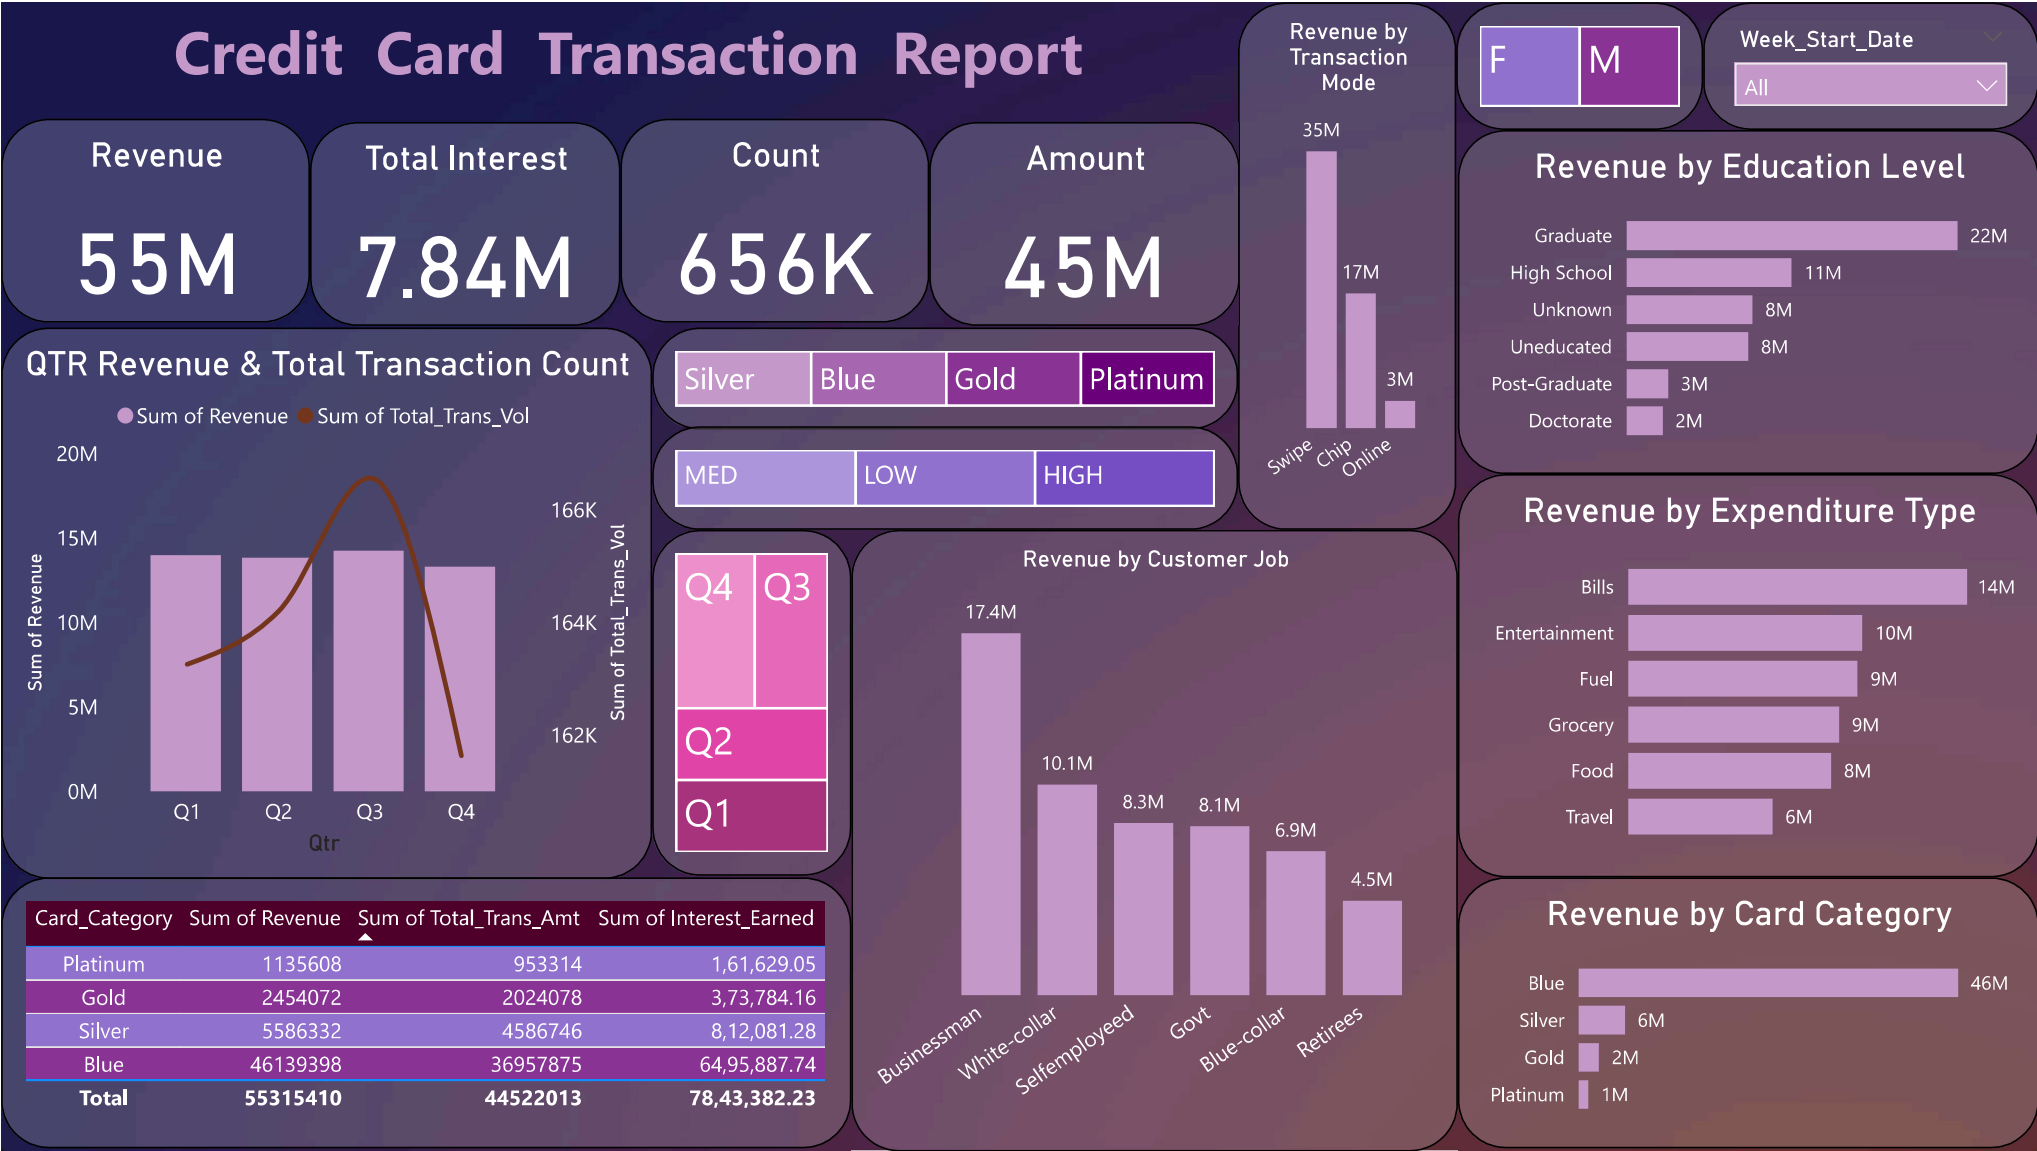 Credit Card Transaction Report
Revenue
55M
Total Interest
7.84M
Count
656K
Amount
45M
Revenue by
Transaction
Mode
35M
17M
3M
Swipe
Chip
Online
F
M
Week_Start_Date
All
Revenue by Education Level
Graduate 22M
High School 11M
Unknown 8M
Uneducated 8M
Post-Graduate 3M
Doctorate 2M
QTR Revenue & Total Transaction Count
Sum of Revenue Sum of Total_Trans_Vol
20M
15M
10M
5M
0M
Sum of Revenue
166K
164K
162K
Sum of Total_Trans_Vol
Q1 Q2 Q3 Q4
Qtr
Silver Blue Gold Platinum
MED LOW HIGH
Q4 Q3
Q2
Q1
Revenue by Customer Job
17.4M
10.1M
8.3M
8.1M
6.9M
4.5M
Businessman
White-collar
Selfemployeed
Govt
Blue-collar
Retirees
Revenue by Expenditure Type
Bills 14M
Entertainment 10M
Fuel 9M
Grocery 9M
Food 8M
Travel 6M
Card_Category Sum of Revenue Sum of Total_Trans_Amt Sum of Interest_Earned
Platinum 1135608 953314 1,61,629.05
Gold 2454072 2024078 3,73,784.16
Silver 5586332 4586746 8,12,081.28
Blue 46139398 36957875 64,95,887.74
Total 55315410 44522013 78,43,382.23
Revenue by Card Category
Blue 46M
Silver 6M
Gold 2M
Platinum 1M